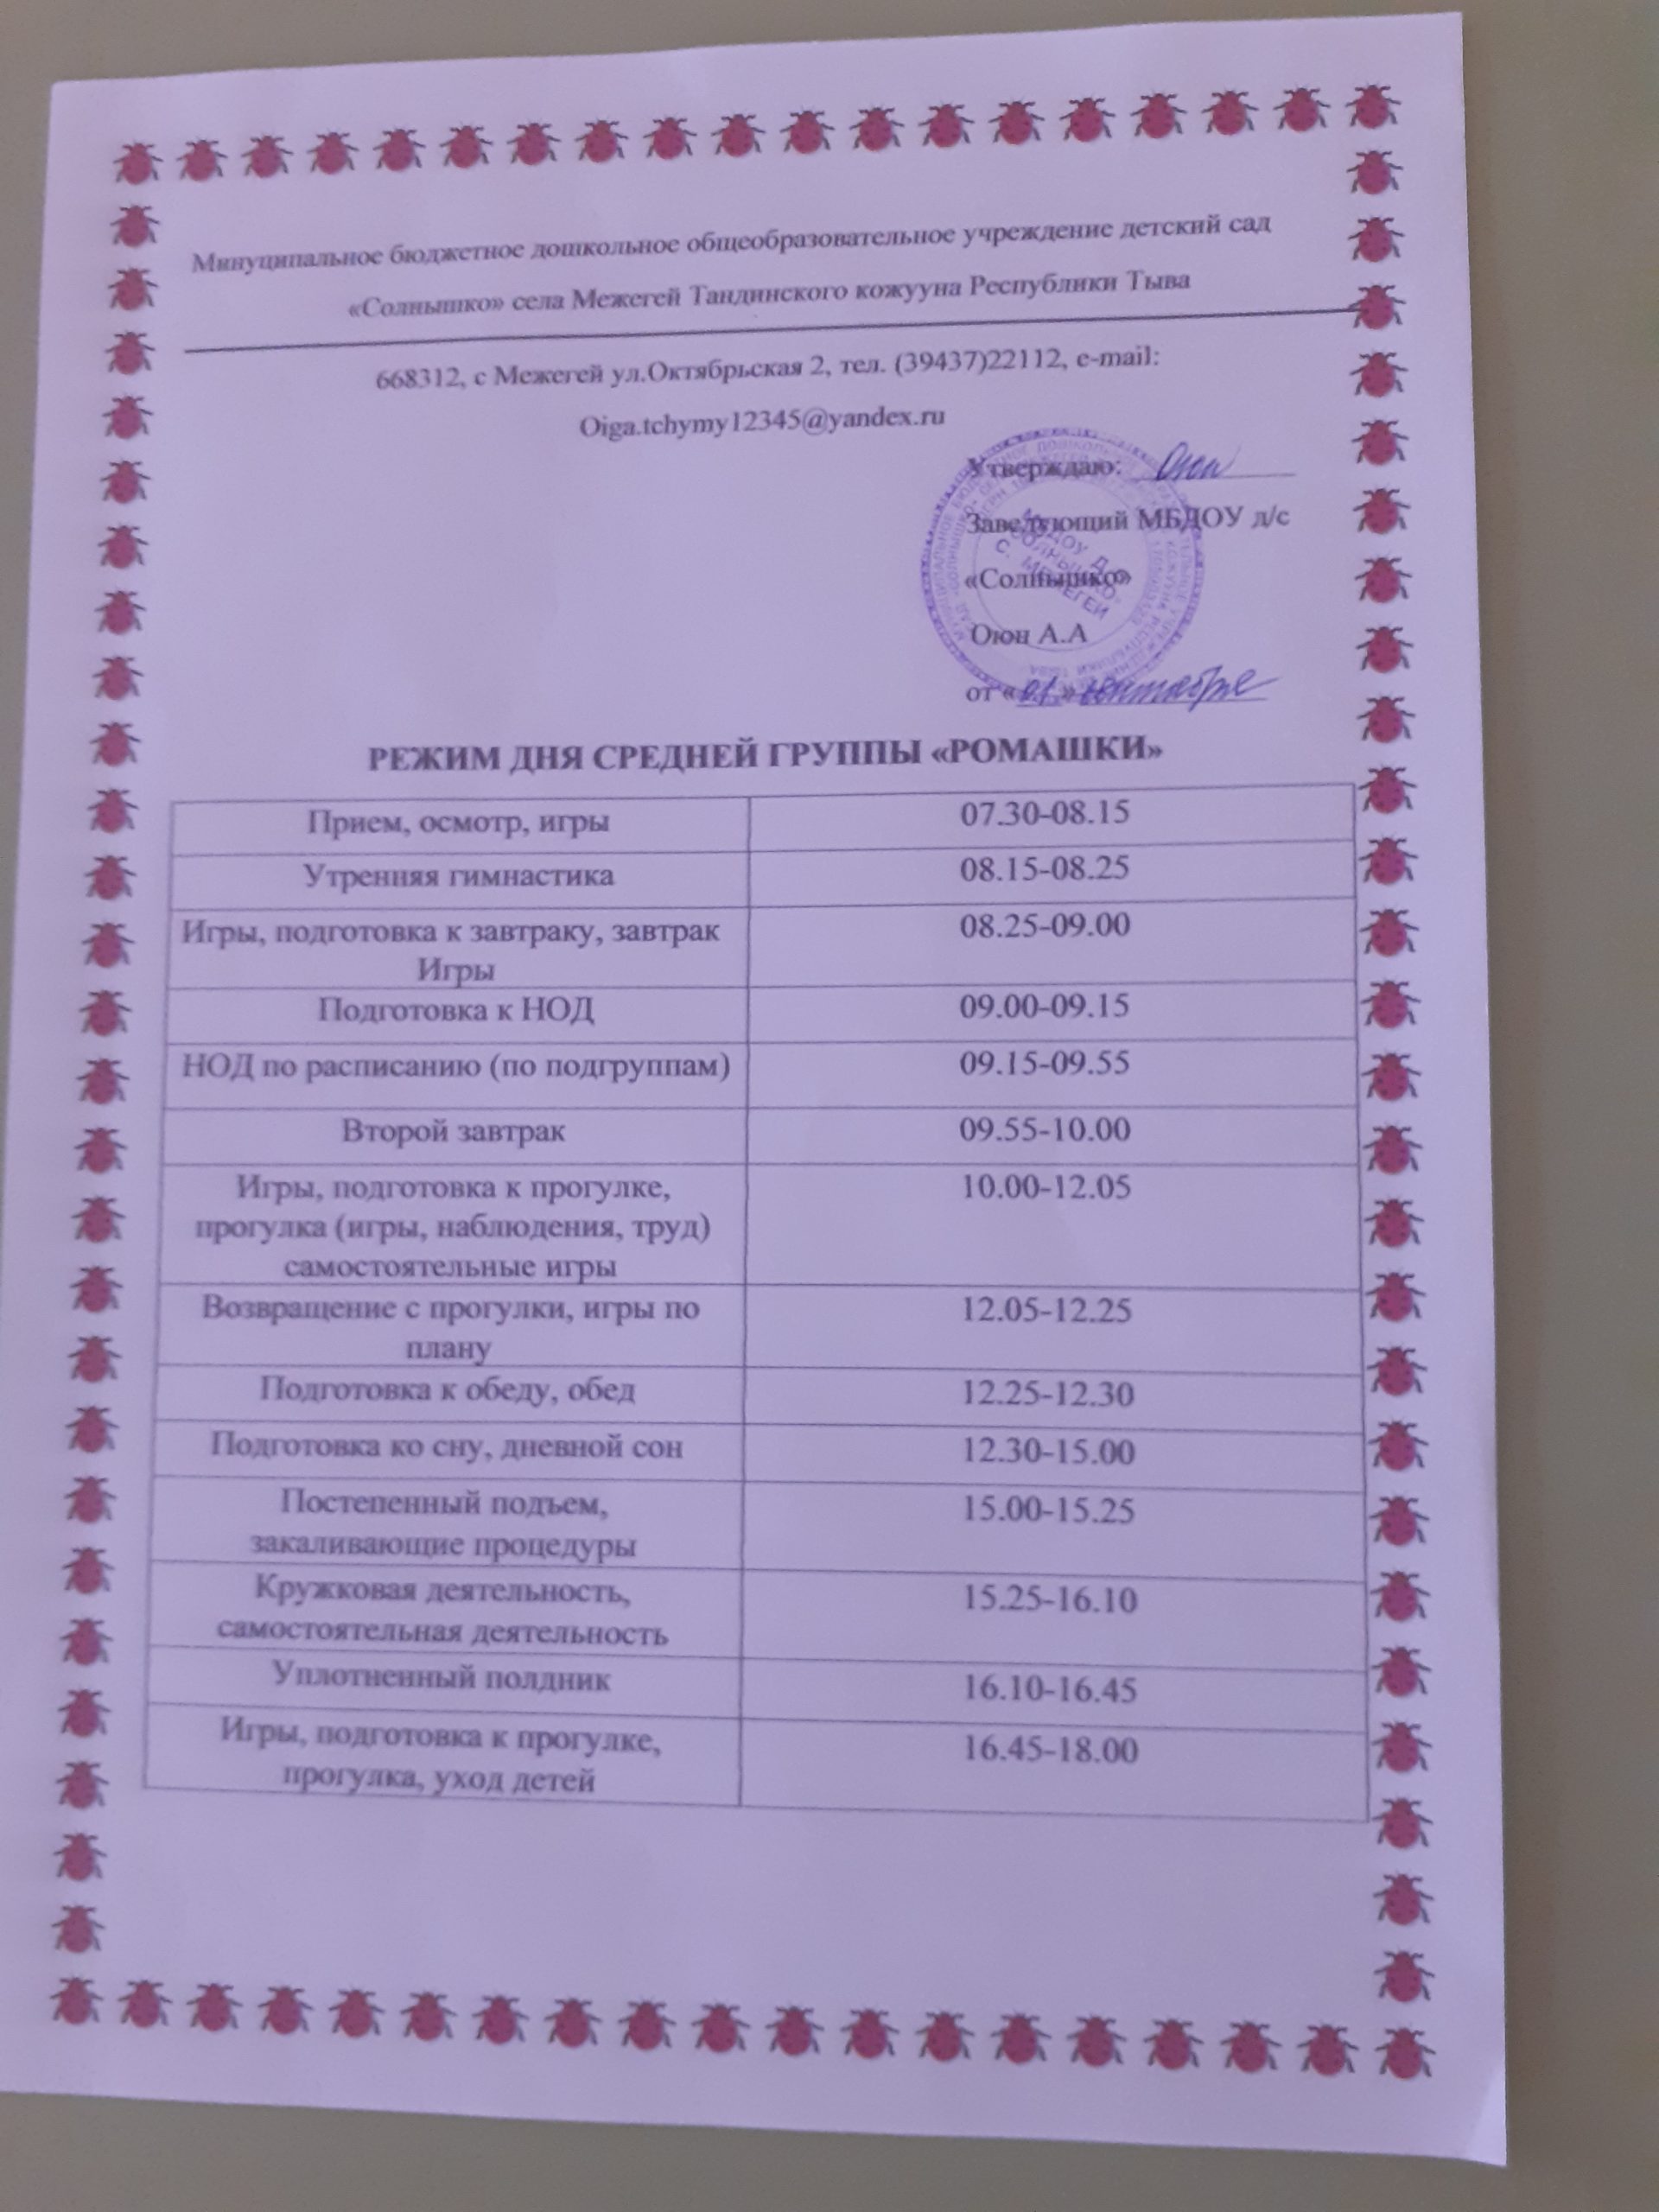 Минуципальное бюджетное дошкольное общеобразовательное учреждение детский сад
«Солнышко» села Межегей Тандинского кожууна Республики Тыва
668312, с Межегей ул.Октябрьская 2, тел. (39437)22112, e-mail:
Oiga.tchymy12345@yandex.ru
Утверждаю:
Заведующий МБДОУ д/с
«Солнышко»
Оюн А.А
от «01» сентября
МБДОУ Д/С
"СОЛНЫШКО"
С. МЕЖЕГЕЙ
РЕЖИМ ДНЯ СРЕДНЕЙ ГРУППЫ «РОМАШКИ»
Прием, осмотр, игры 07.30-08.15
Утренняя гимнастика 08.15-08.25
Игры, подготовка к завтраку, завтрак 08.25-09.00
Игры
Подготовка к НОД 09.00-09.15
НОД по расписанию (по подгруппам) 09.15-09.55
Второй завтрак 09.55-10.00
Игры, подготовка к прогулке, 10.00-12.05
прогулка (игры, наблюдения, труд)
самостоятельные игры
Возвращение с прогулки, игры по 12.05-12.25
плану
Подготовка к обеду, обед 12.25-12.30
Подготовка ко сну, дневной сон 12.30-15.00
Постепенный подъем, 15.00-15.25
закаливающие процедуры
Кружковая деятельность, 15.25-16.10
самостоятельная деятельность
Уплотненный полдник 16.10-16.45
Игры, подготовка к прогулке, 16.45-18.00
прогулка, уход детей